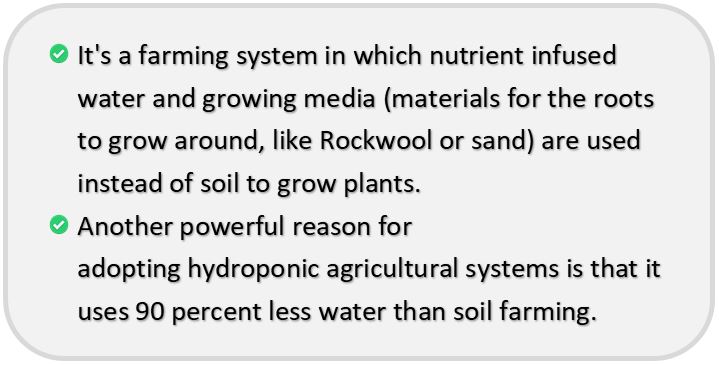 It's a farming system in which nutrient infused
water and growing media (materials for the roots
to grow around, like Rockwool or sand) are used
instead of soil to grow plants.
Another powerful reason for
adopting hydroponic agricultural systems is that it
uses 90 percent less water than soil farming.